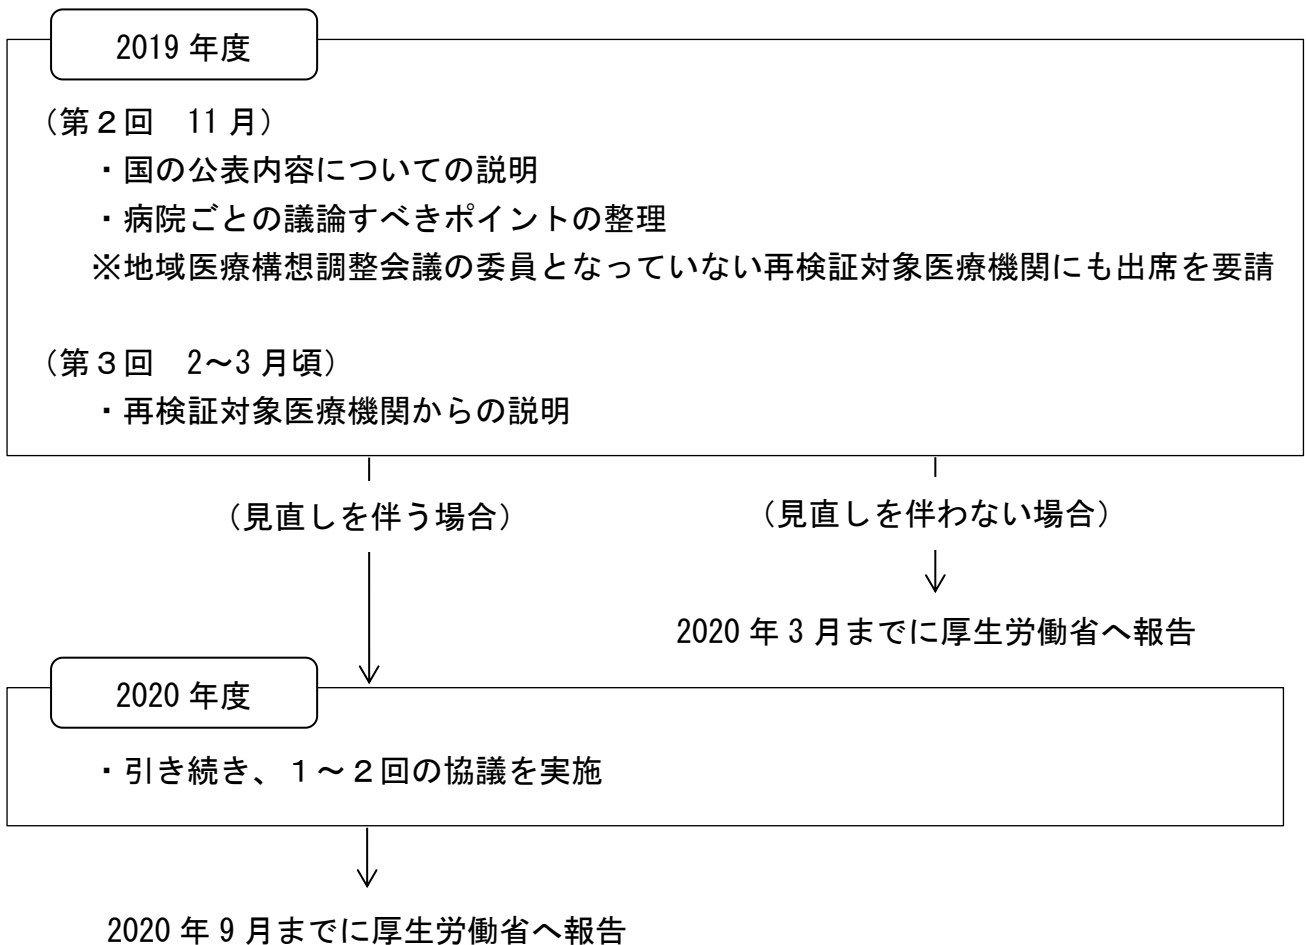 2019 年度
(第２回　11 月)
・国の公表内容についての説明
・病院ごとの議論すべきポイントの整理
※地域医療構想調整会議の委員となっていない再検証対象医療機関にも出席を要請
(第３回　2～3 月頃)
・再検証対象医療機関からの説明
(見直しを伴う場合)
(見直しを伴わない場合)
2020 年 3 月までに厚生労働省へ報告
2020 年度
・引き続き、１～２回の協議を実施
2020 年 9 月までに厚生労働省へ報告